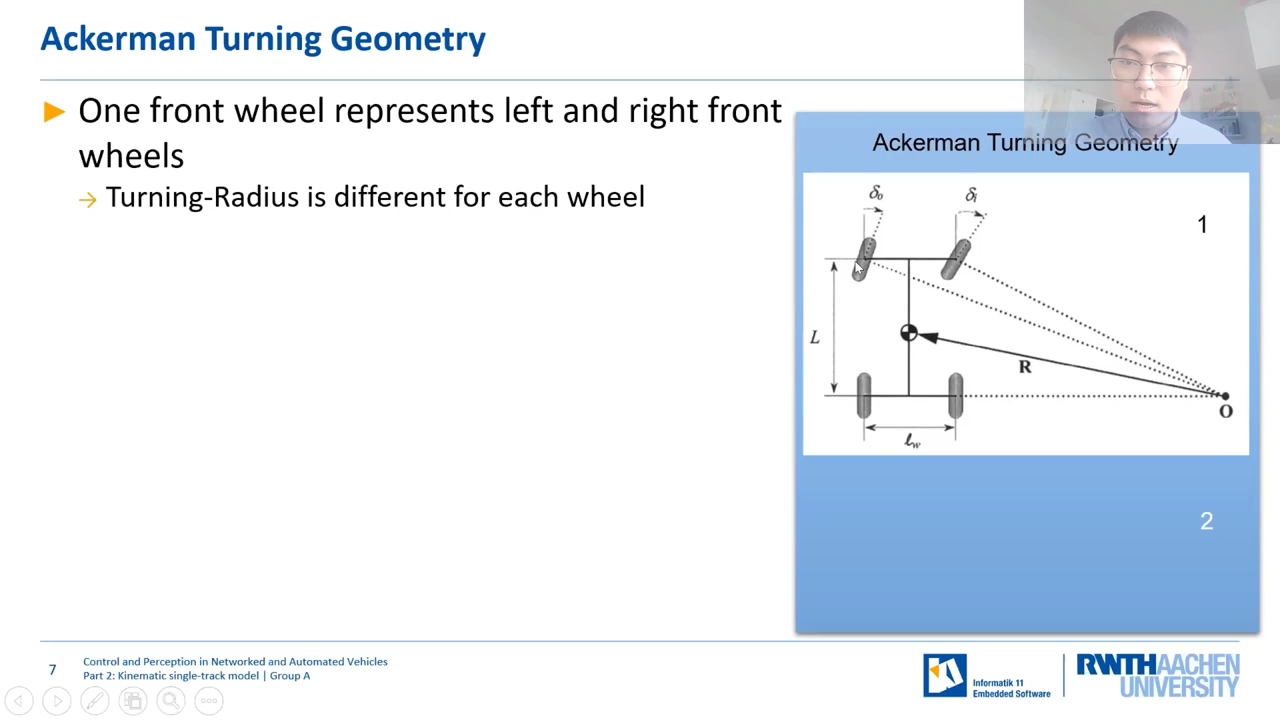 Ackerman Turning Geometry
One front wheel represents left and right front
wheels
Turning-Radius is different for each wheel
Ackerman Turning Geometry
δo
δi
1
L
R
O
ℓw
2
7
Control and Perception in Networked and Automated Vehicles
Part 2: Kinematic single-track model | Group A
Informatik 11
Embedded Software
RWTHAACHEN
UNIVERSITY